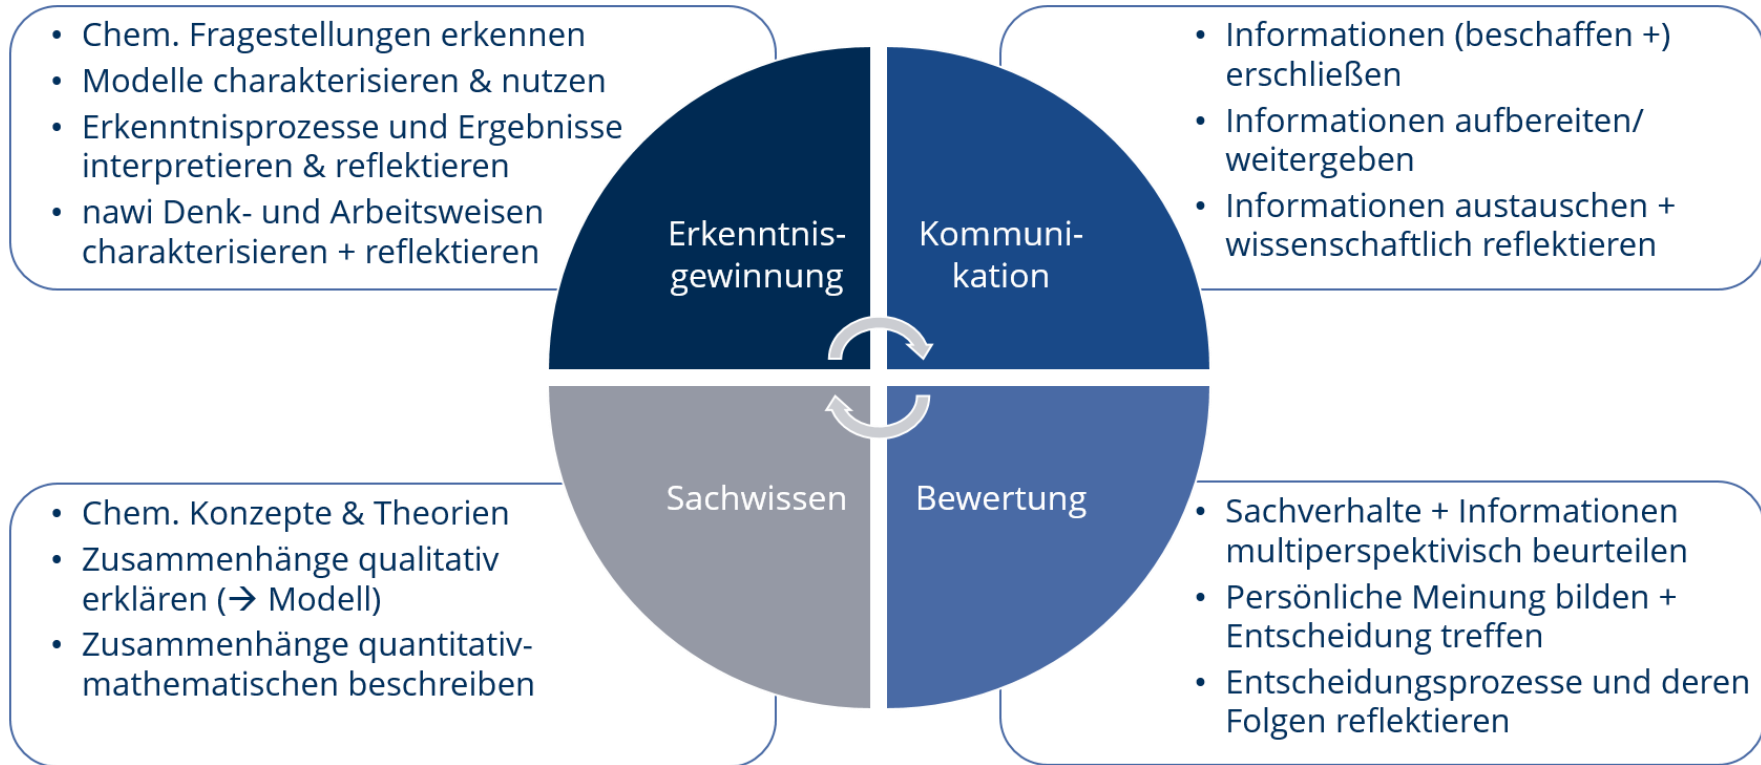 • Chem. Fragestellungen erkennen
• Modelle charakterisieren & nutzen
• Erkenntnisprozesse und Ergebnisse
interpretieren & reflektieren
• nawi Denk- und Arbeitsweisen
charakterisieren + reflektieren
Erkenntnis-
gewinnung
Kommuni-
kation
• Informationen (beschaffen +)
erschließen
• Informationen aufbereiten/
weitergeben
• Informationen austauschen +
wissenschaftlich reflektieren
• Chem. Konzepte & Theorien
• Zusammenhänge qualitativ
erklären (→ Modell)
• Zusammenhänge quantitativ-
mathematischen beschreiben
Sachwissen
Bewertung
• Sachverhalte + Informationen
multiperspektivisch beurteilen
• Persönliche Meinung bilden +
Entscheidung treffen
• Entscheidungsprozesse und deren
Folgen reflektieren